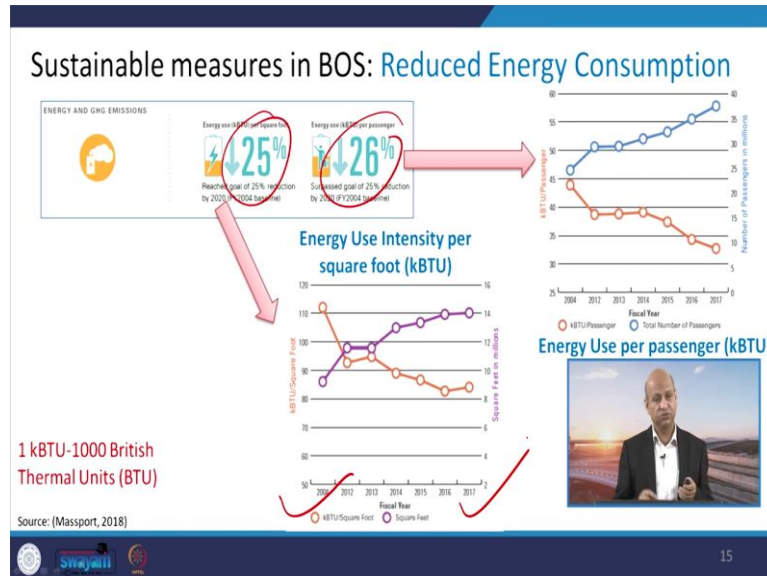 Sustainable measures in BOS: Reduced Energy Consumption
ENERGY AND GHG EMISSIONS
Energy use (kBTU) per square foot
↓25%
Reached goal of 25% reduction
by 2020 (FY2004 baseline)
Energy use (kBTU) per passenger
↓26%
Surpassed goal of 25% reduction
by 2020 (FY2004 baseline)
60
55
50
45
40
35
30
25
kBTU/Passenger
40
35
30
25
20
15
10
5
0
Number of Passengers in millions
2004 2012 2013 2014 2015 2016 2017
Fiscal Year
kBTU/Passenger Total Number of Passengers
Energy Use per passenger (kBTU
Energy Use Intensity per
square foot (kBTU)
120
110
100
90
80
70
60
50
kBTU/Square Foot
16
14
12
10
8
6
4
2
Square Feet in millions
2004 2012 2013 2014 2015 2016 2017
Fiscal Year
kBTU/Square Foot Square Feet
1 kBTU-1000 British
Thermal Units (BTU)
Source: (Massport, 2018)
swayam
15